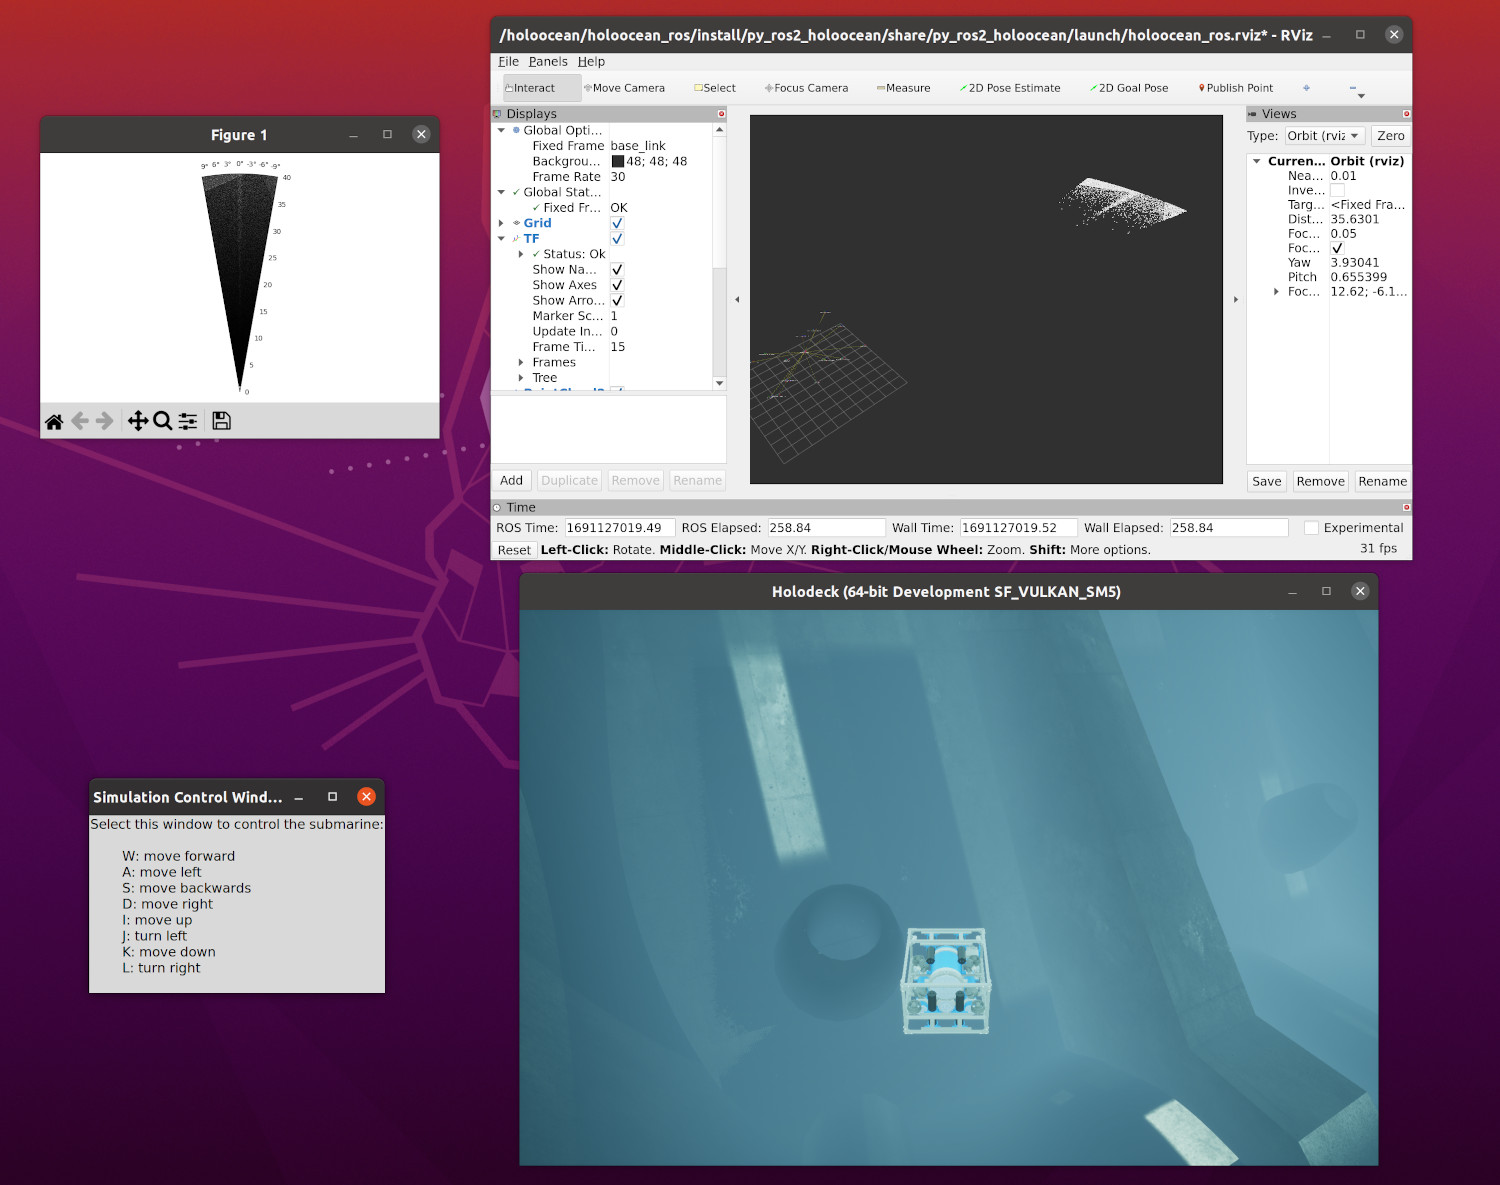 /holoocean/holoocean_ros/install/py_ros2_holoocean/share/py_ros2_holoocean/launch/holoocean_ros.rviz* - RViz
File Panels Help
Interact Move Camera Select Focus Camera Measure 2D Pose Estimate 2D Goal Pose Publish Point
Displays
Global Opti...
Fixed Frame base_link
Backgrou... 48; 48; 48
Frame Rate 30
Global Stat...
Fixed Fr... OK
Grid
TF
Status: Ok
Show Na...
Show Axes
Show Arro...
Marker Sc... 1
Update In... 0
Frame Ti... 15
Frames
Tree
Add Duplicate Remove Rename
Views
Type: Orbit (rviz Zero
Curren... Orbit (rviz)
Nea... 0.01
Inve...
Targ... <Fixed Fra...
Dist... 35.6301
Foc... 0.05
Foc...
Yaw 3.93041
Pitch 0.655399
Foc... 12.62; -6.1...
Save Remove Rename
Time
ROS Time: 1691127019.49 ROS Elapsed: 258.84 Wall Time: 1691127019.52 Wall Elapsed: 258.84 Experimental
Reset Left-Click: Rotate. Middle-Click: Move X/Y. Right-Click/Mouse Wheel: Zoom. Shift: More options. 31 fps
Figure 1
9° 6° 3° 0° -3° -6° -9°
40
35
30
25
20
15
10
5
0
Holodeck (64-bit Development SF_VULKAN_SM5)
Simulation Control Wind...
Select this window to control the submarine:
W: move forward
A: move left
S: move backwards
D: move right
I: move up
J: turn left
K: move down
L: turn right